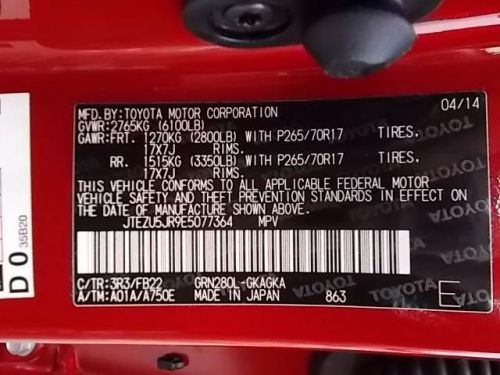 MFD. BY: TOYOTA MOTOR CORPORATION 04/14
GVWR: 2765KG (6100LB)
GAWR: FRT. 1270KG (2800LB) WITH P265/70R17 TIRES.
17X7J RIMS.
RR. 1515KG (3350LB) WITH P265/70R17 TIRES.
17X7J RIMS.
THIS VEHICLE CONFORMS TO ALL APPLICABLE FEDERAL MOTOR
VEHICLE SAFETY AND THEFT PREVENTION STANDARDS IN EFFECT ON
THE DATE OF MANUFACTURE SHOWN ABOVE.
JTEZU5JR9E5077364 MPV
C/TR: 3R3/FB22 GRN280L-GKAGKA
A/TM: A01A/A750E MADE IN JAPAN 863 E
D 0 35B20